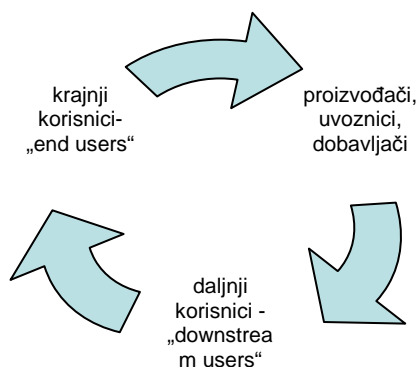 krajnji
korisnici-
„end users“
proizvođači,
uvoznici,
dobavljači
daljnji
korisnici -
„downstrea
m users“